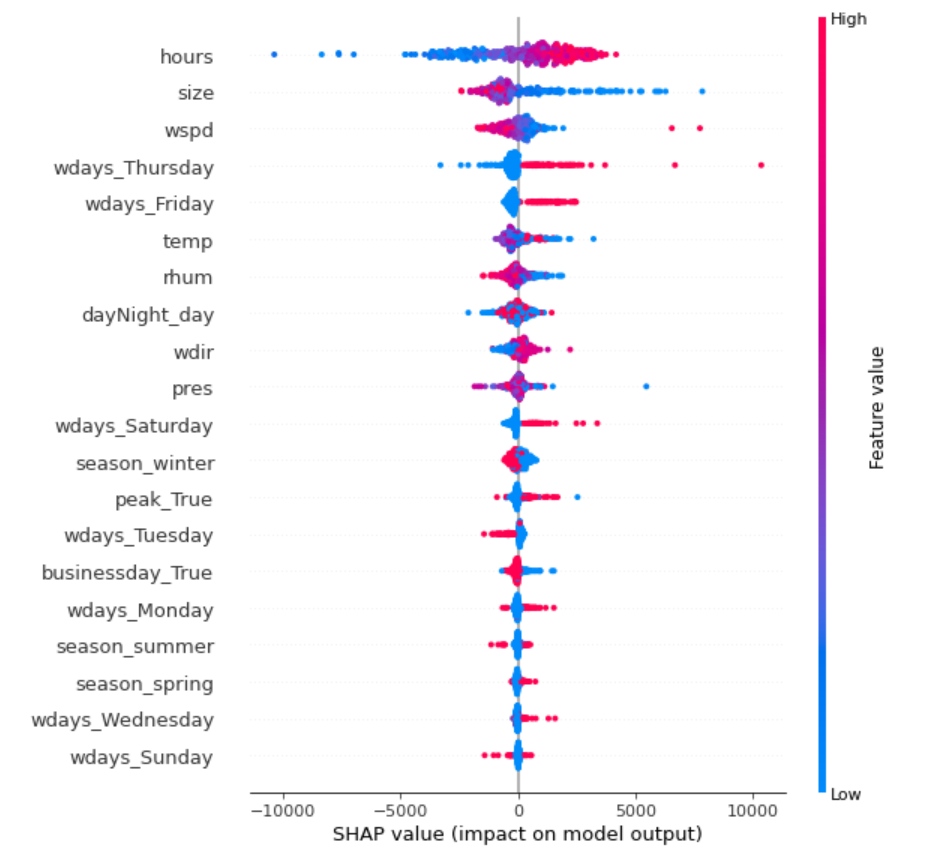 High
hours
size
wspd
wdays_Thursday
wdays_Friday
temp
rhum
dayNight_day
wdir
pres
wdays_Saturday
season_winter
peak_True
wdays_Tuesday
businessday_True
wdays_Monday
season_summer
season_spring
wdays_Wednesday
wdays_Sunday
Feature value
Low
−10000 −5000 0 5000 10000
SHAP value (impact on model output)